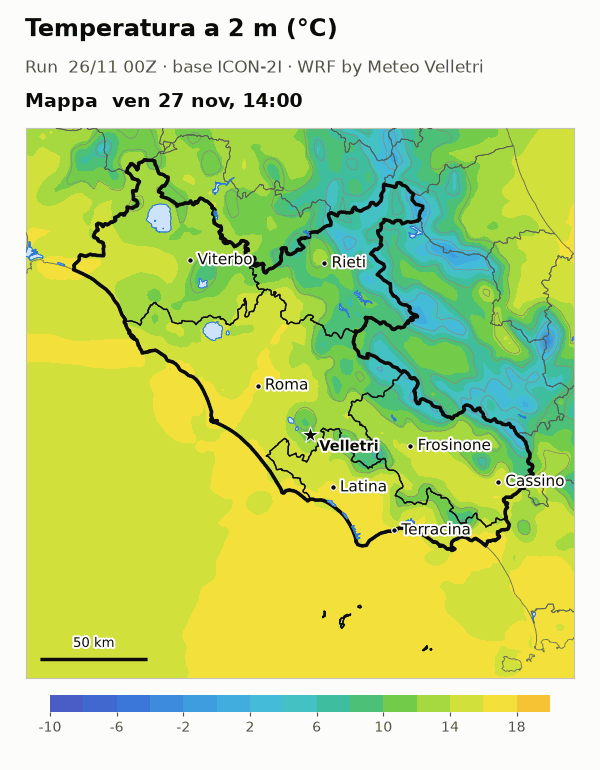 Temperatura a 2 m (°C)
Run  26/11 00Z · base ICON-2I · WRF by Meteo Velletri
Mappa  ven 27 nov, 14:00
Viterbo
Rieti
Roma
Velletri
Frosinone
Latina
Cassino
Terracina
50 km
-10 -6 -2 2 6 10 14 18